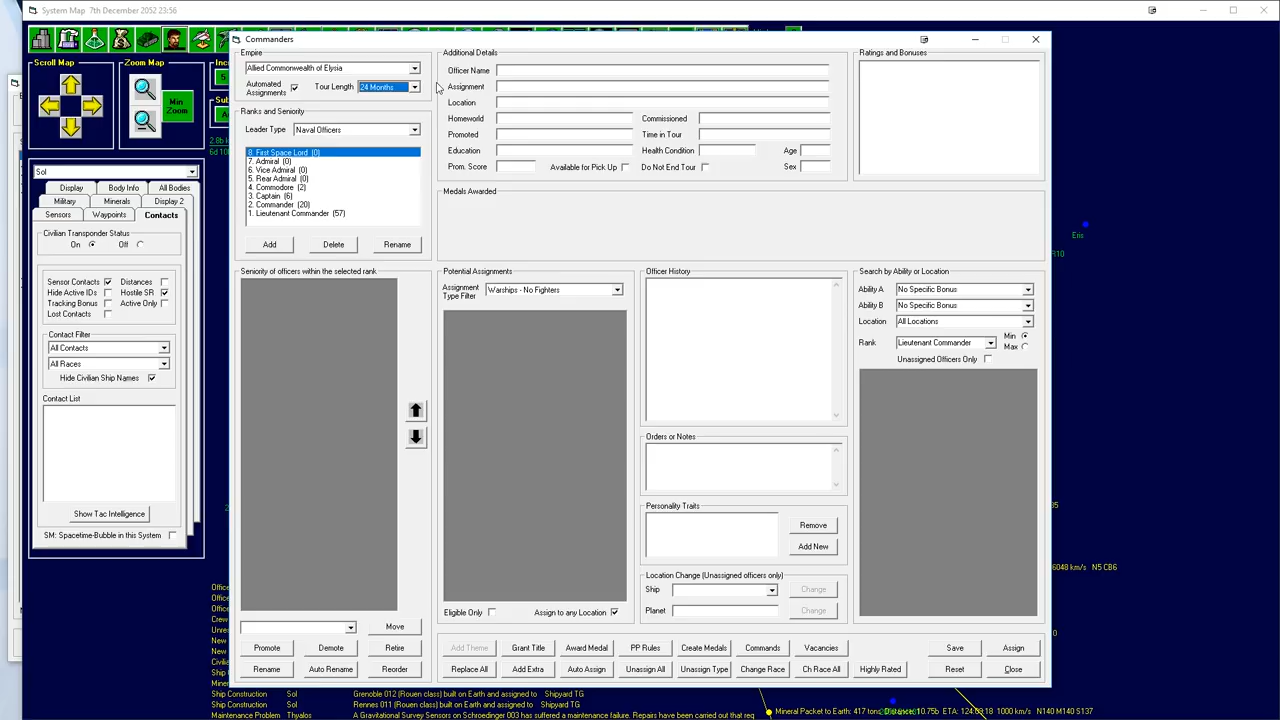 System Map   7th December 2052 23:56
Commanders
Scroll Map
Zoom Map
Min
Zoom
Sol
Display
Body Info
All Bodies
Military
Minerals
Display 2
Sensors
Waypoints
Contacts
Civilian Transponder Status
On
Off
Sensor Contacts
Distances
Hide Active IDs
Hostile SR
Tracking Bonus
Active Only
Lost Contacts
Contact Filter
All Contacts
All Races
Hide Civilian Ship Names
Contact List
Show Tac Intelligence
SM: Spacetime-Bubble in this System
Empire
Allied Commonwealth of Elysia
Automated
Assignments
Tour Length
24 Months
Ranks and Seniority
Leader Type
Naval Officers
8. First Space Lord (0)
7. Admiral (0)
6. Vice Admiral (0)
5. Rear Admiral (0)
4. Commodore (2)
3. Captain (6)
2. Commander (20)
1. Lieutenant Commander (57)
Add
Delete
Rename
Additional Details
Officer Name
Assignment
Location
Homeworld
Commissioned
Promoted
Time in Tour
Education
Health Condition
Age
Prom. Score
Available for Pick Up
Do Not End Tour
Sex
Ratings and Bonuses
Medals Awarded
Seniority of officers within the selected rank
Move
Promote
Demote
Retire
Rename
Auto Rename
Reorder
Potential Assignments
Assignment
Type Filter
Warships - No Fighters
Eligible Only
Assign to any Location
Officer History
Orders or Notes
Personality Traits
Remove
Add New
Location Change (Unassigned officers only)
Ship
Change
Planet
Change
Search by Ability or Location
Ability A
No Specific Bonus
Ability B
No Specific Bonus
Location
All Locations
Rank
Lieutenant Commander
Min
Max
Unassigned Officers Only
Add Theme
Grant Title
Award Medal
PP Rules
Create Medals
Commands
Vacancies
Save
Assign
Replace All
Add Extra
Auto Assign
Unassign All
Unassign Type
Change Race
Ch Race All
Highly Rated
Reset
Close
Eris
6048 km/s   N5 CB6
Ship Construction   Sol   Grenoble 012 (Rouen class) built on Earth and assigned to   Shipyard TG
Ship Construction   Sol   Rennes 011 (Rouen class) built on Earth and assigned to   Shipyard TG
Maintenance Problem   Thyalos   A Gravitational Survey Sensors on Schroedinger 003 has suffered a maintenance failure. Repairs have been carried out that req
Mineral Packet to Earth: 417 tons   ETA: 124:09:18   1000 km/s   N140 M140 S137